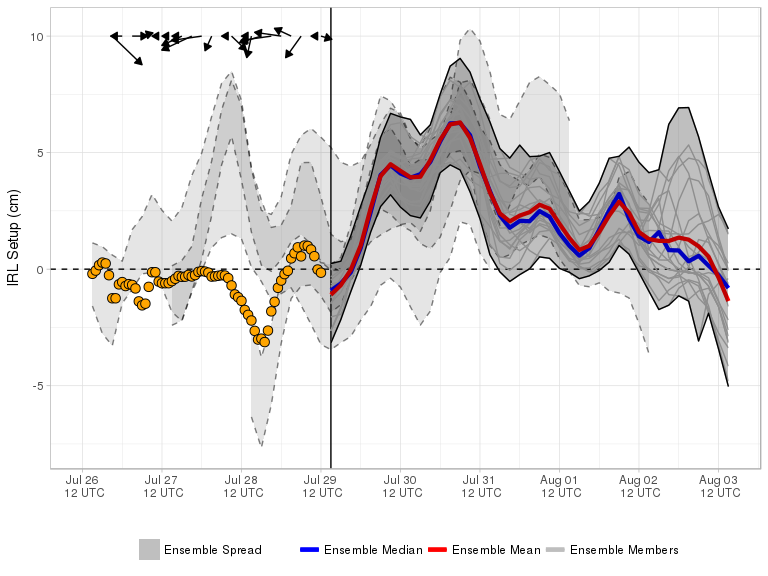 10
5
0
-5
IRL Setup (cm)
Jul 26 Jul 27 Jul 28 Jul 29 Jul 30 Jul 31 Aug 01 Aug 02 Aug 03
12 UTC 12 UTC 12 UTC 12 UTC 12 UTC 12 UTC 12 UTC 12 UTC 12 UTC
Ensemble Spread Ensemble Median Ensemble Mean Ensemble Members